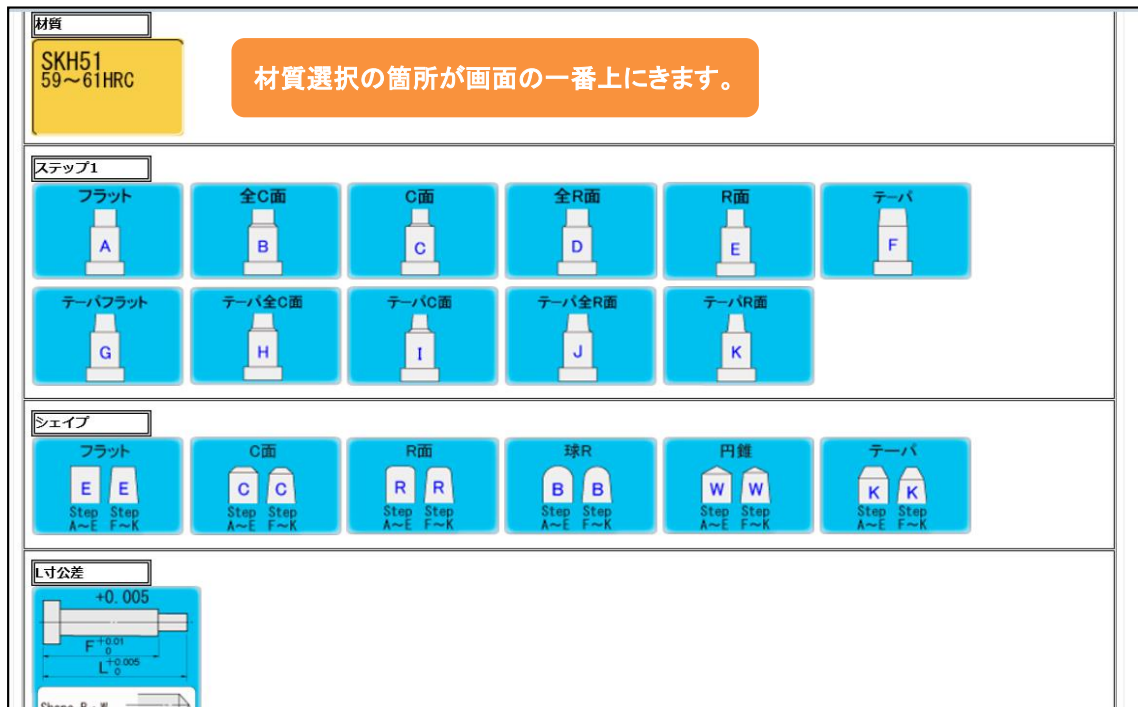 材質
SKH51
59～61HRC
材質選択の箇所が画面の一番上にきます。
ステップ1
フラット
A
全C面
B
C面
C
全R面
D
R面
E
テーパ
F
テーパフラット
G
テーパ全C面
H
テーパC面
I
テーパ全R面
J
テーパR面
K
シェイプ
フラット
E E
Step Step
A～E F～K
C面
C C
Step Step
A～E F～K
R面
R R
Step Step
A～E F～K
球R
B B
Step Step
A～E F～K
円錐
W W
Step Step
A～E F～K
テーパ
K K
Step Step
A～E F～K
L寸公差
+0.005
F +0.01 0
L +0.005 0